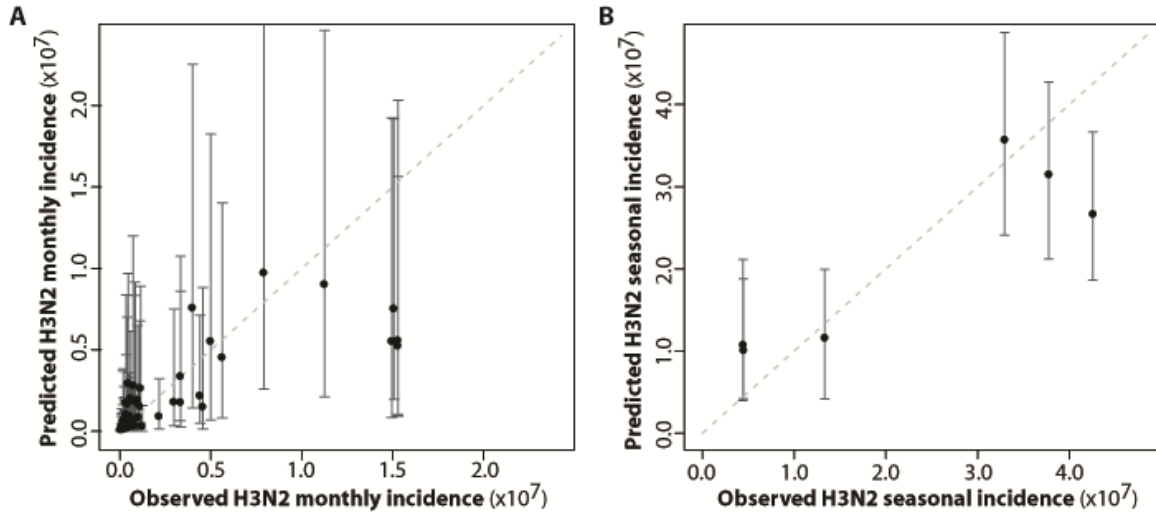 A
Predicted H3N2 monthly incidence (x10⁷)
2.0
1.5
1.0
0.5
0.0
0.0 0.5 1.0 1.5 2.0
Observed H3N2 monthly incidence (x10⁷)
B
Predicted H3N2 seasonal incidence (x10⁷)
4.0
3.0
2.0
1.0
0.0
0.0 1.0 2.0 3.0 4.0
Observed H3N2 seasonal incidence (x10⁷)